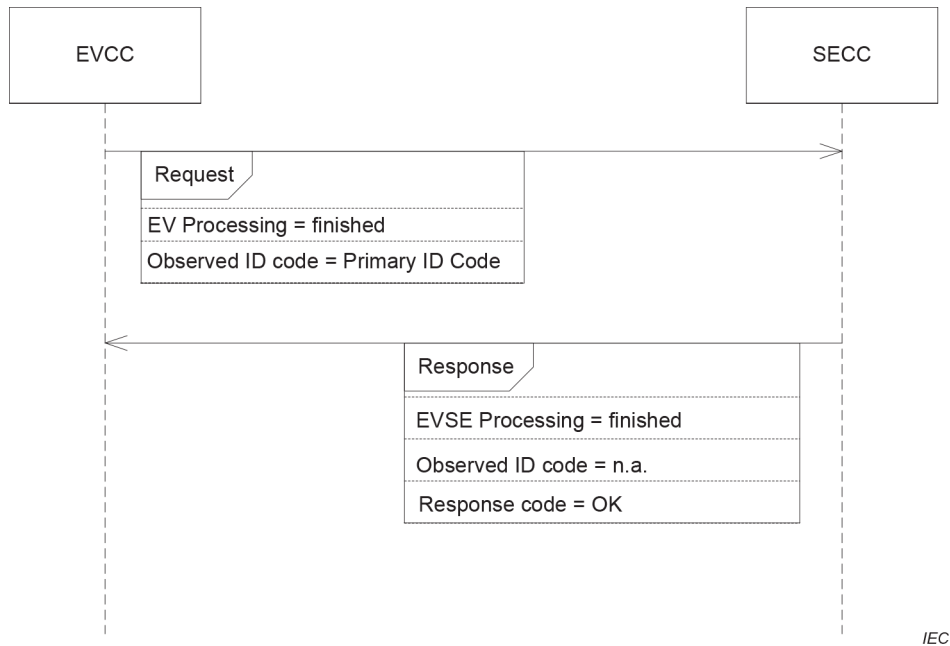 EVCC
SECC
Request
EV Processing = finished
Observed ID code = Primary ID Code
Response
EVSE Processing = finished
Observed ID code = n.a.
Response code = OK
IEC